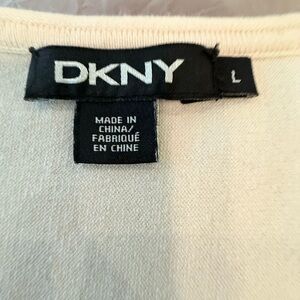 DKNY
L
MADE IN
CHINA/
FABRIQUÉ
EN CHINE